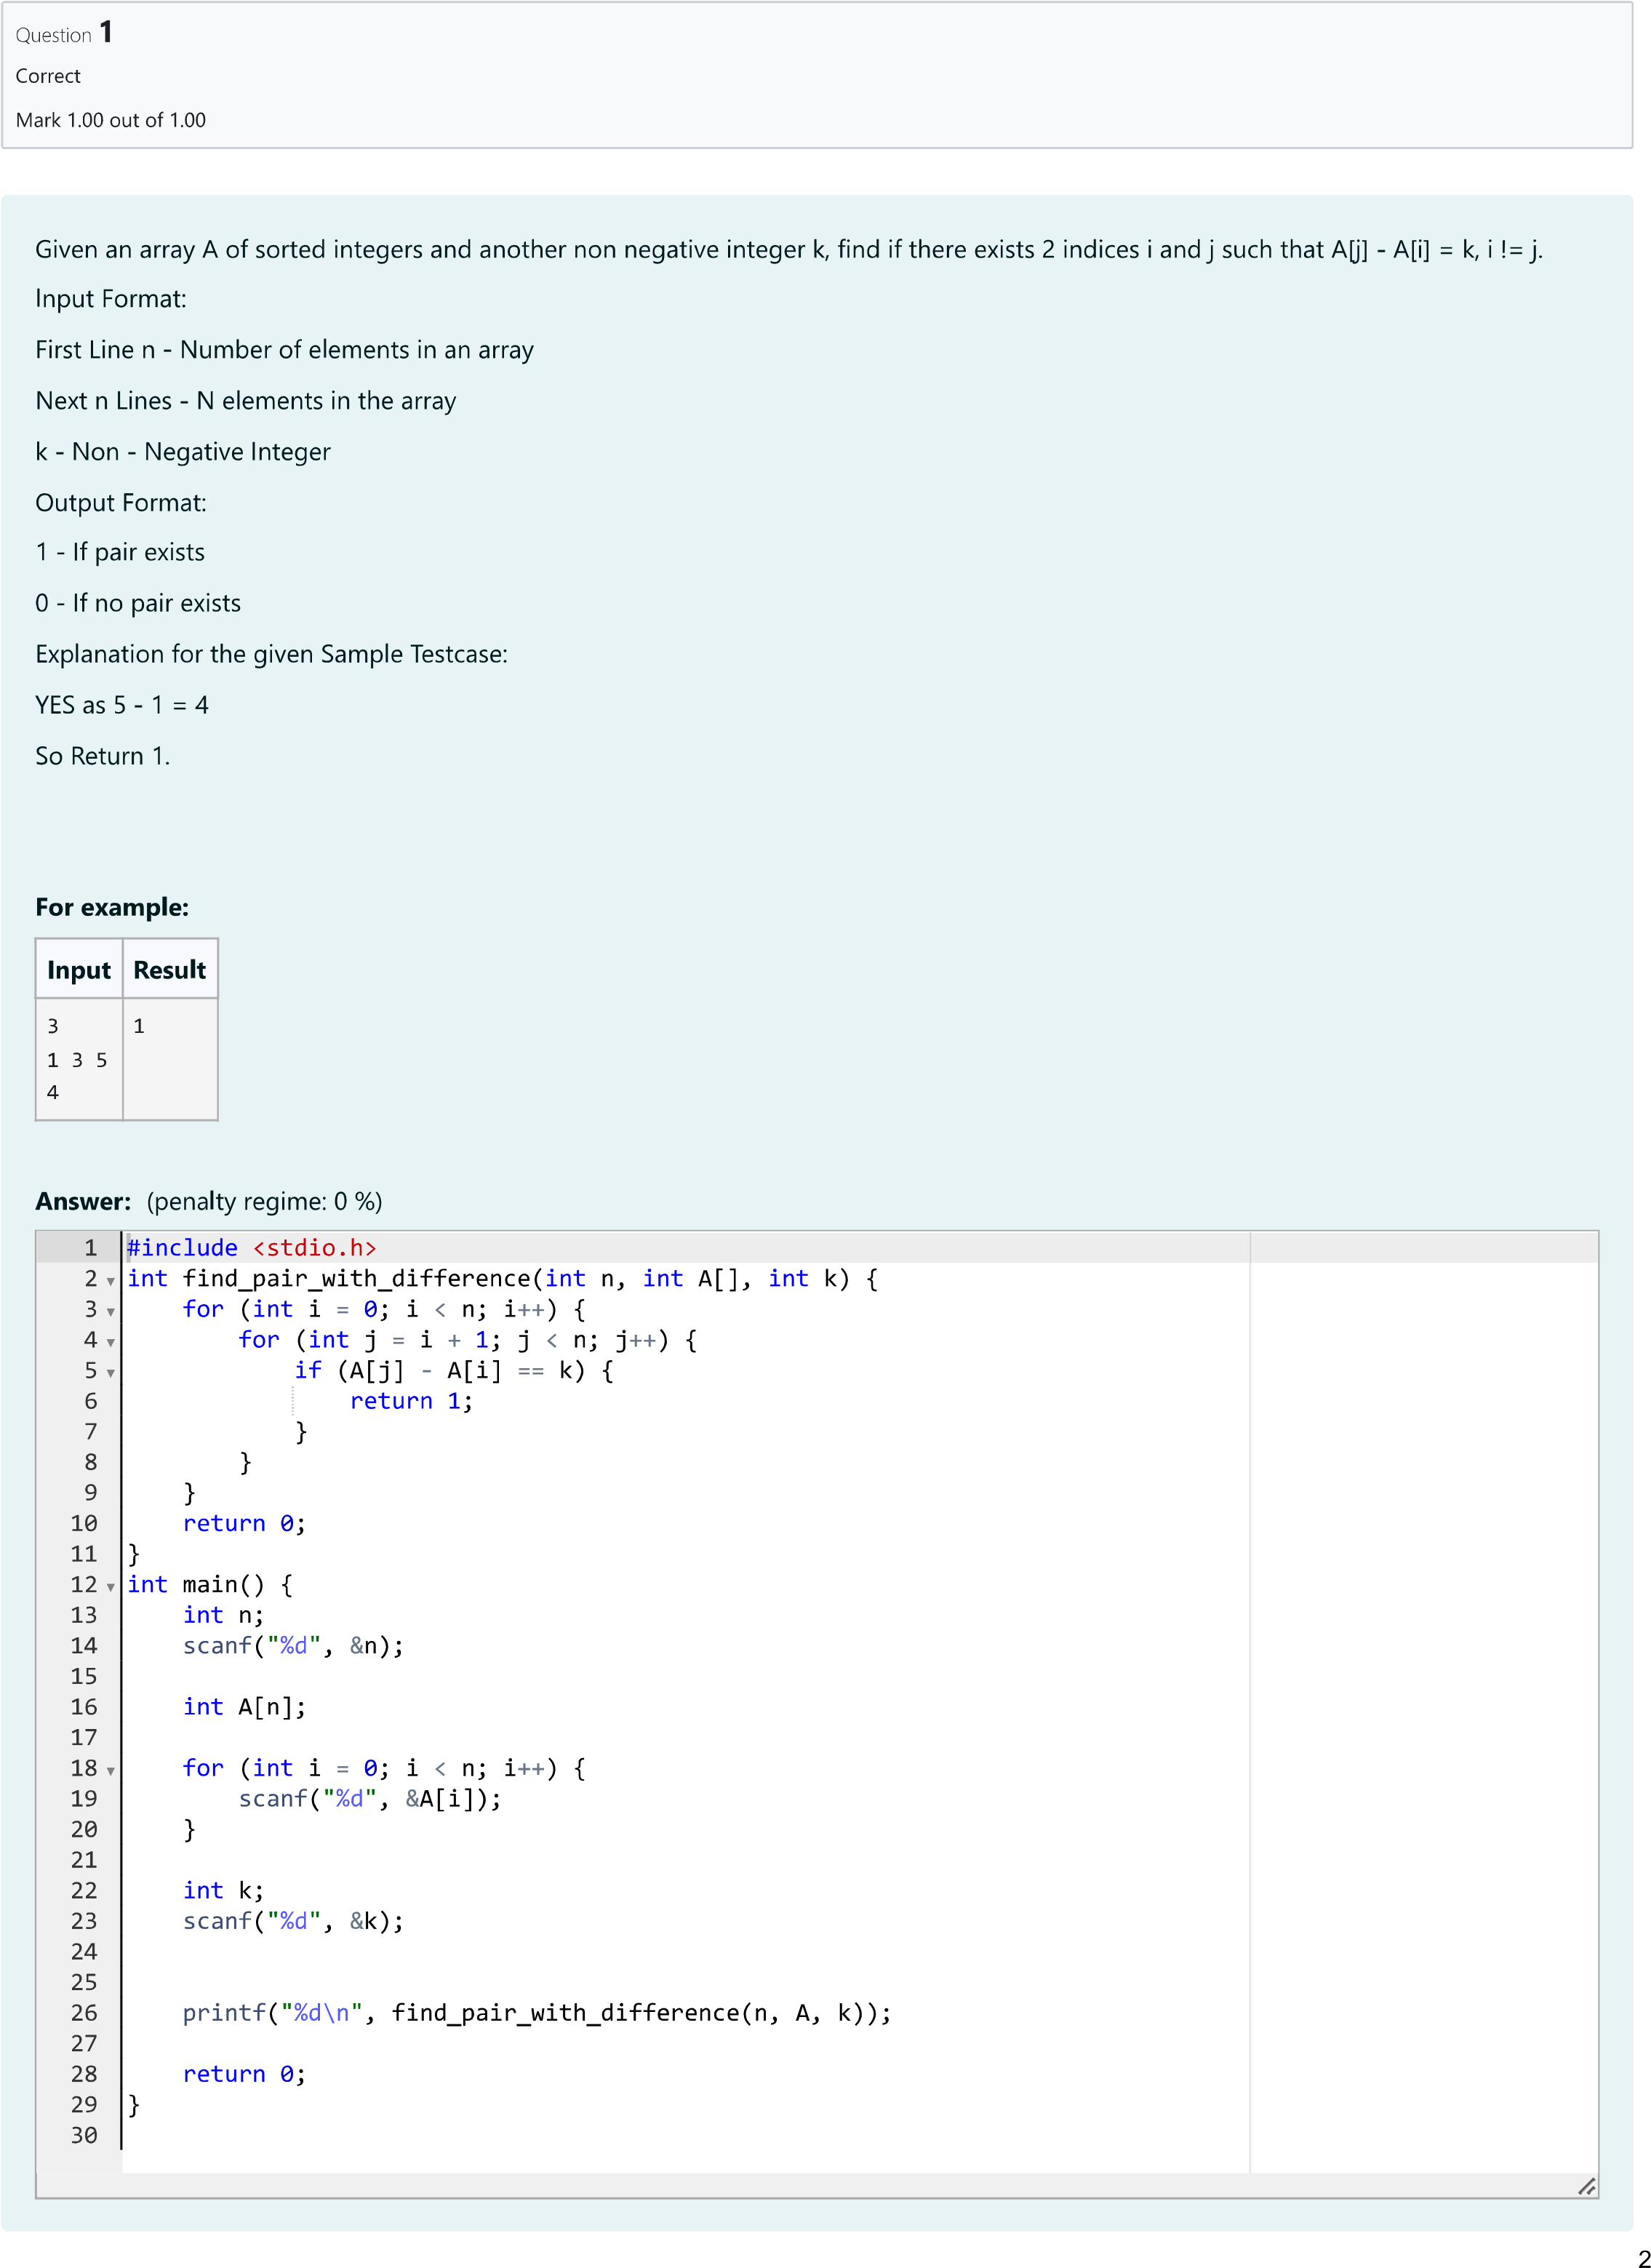 Question 1
Correct
Mark 1.00 out of 1.00
Given an array A of sorted integers and another non negative integer k, find if there exists 2 indices i and j such that A[j] - A[i] = k, i != j.
Input Format:
First Line n - Number of elements in an array
Next n Lines - N elements in the array
k - Non - Negative Integer
Output Format:
1 - If pair exists
0 - If no pair exists
Explanation for the given Sample Testcase:
YES as 5 - 1 = 4
So Return 1.
For example:
Input Result
3 1
1 3 5
4
Answer: (penalty regime: 0 %)
1 #include <stdio.h>
2 int find_pair_with_difference(int n, int A[], int k) {
3     for (int i = 0; i < n; i++) {
4         for (int j = i + 1; j < n; j++) {
5             if (A[j] - A[i] == k) {
6                 return 1;
7             }
8         }
9     }
10     return 0;
11 }
12 int main() {
13     int n;
14     scanf("%d", &n);
15
16     int A[n];
17
18     for (int i = 0; i < n; i++) {
19         scanf("%d", &A[i]);
20     }
21
22     int k;
23     scanf("%d", &k);
24
25
26     printf("%d\n", find_pair_with_difference(n, A, k));
27
28     return 0;
29 }
30
2